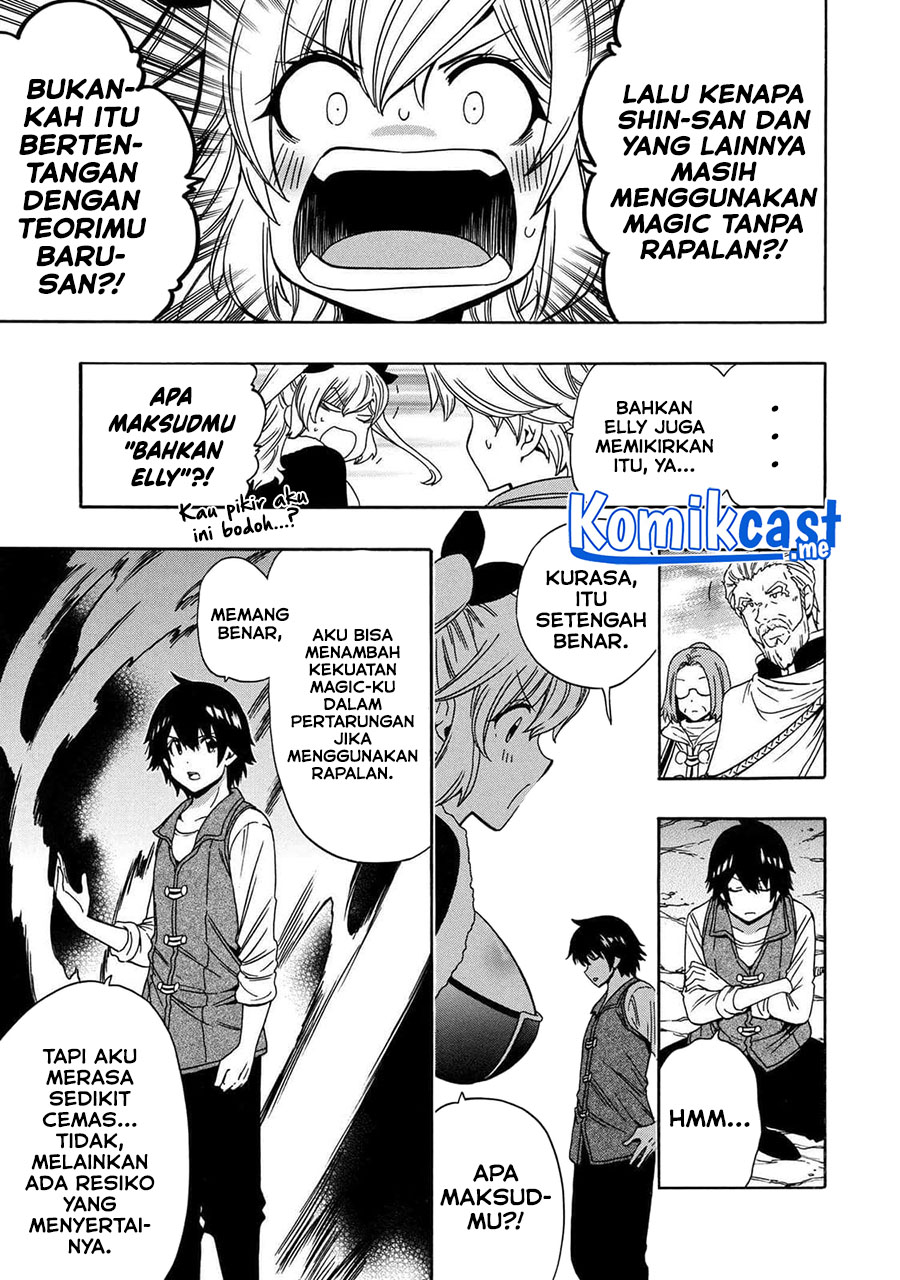 LALU KENAPA
SHIN-SAN DAN
YANG LAINNYA
MASIH
MENGGUNAKAN
MAGIC TANPA
RAPALAN?!
BUKAN-
KAH ITU
BERTEN-
TANGAN
DENGAN
TEORIMU
BARU-
SAN?!
BAHKAN
ELLY JUGA
MEMIKIRKAN
ITU, YA...
APA
MAKSUDMU
"BAHKAN
ELLY"?!
Kau pikir aku
ini bodoh...?
Komikcast
.me
HMM...
KURASA,
ITU
SETENGAH
BENAR.
APA
MAKSUD-
MU?!
MEMANG
BENAR,
AKU BISA
MENAMBAH
KEKUATAN
MAGIC-KU
DALAM
PERTARUNGAN
JIKA
MENGGUNAKAN
RAPALAN.
TAPI AKU
MERASA
SEDIKIT
CEMAS...
TIDAK,
MELAINKAN
ADA RESIKO
YANG
MENYERTAI-
NYA.